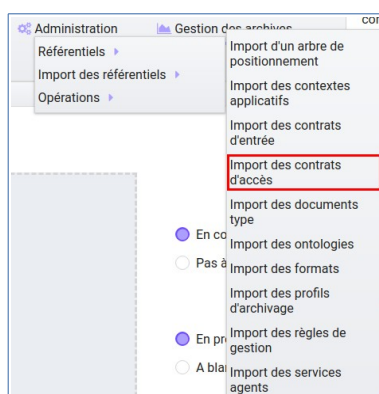 Administration
Gestion des archives
Référentiels
Import des référentiels
Opérations
Import d'un arbre de
positionnement
Import des contextes
applicatifs
Import des contrats
d'entrée
Import des contrats
d'accès
Import des documents
type
En co
Import des ontologies
Pas à
Import des formats
Import des profils
d'archivage
En pr
Import des règles de
gestion
A bla
Import des services
agents